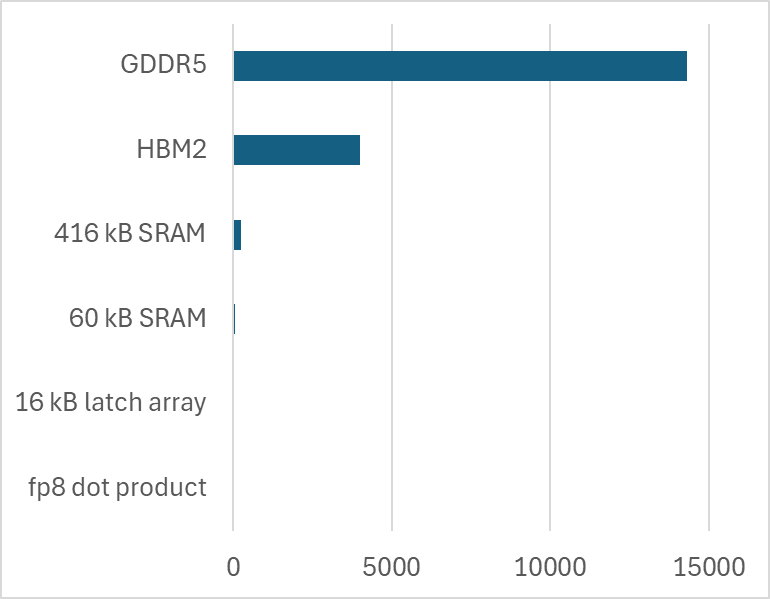 GDDR5
HBM2
416 kB SRAM
60 kB SRAM
16 kB latch array
fp8 dot product
0 5000 10000 15000